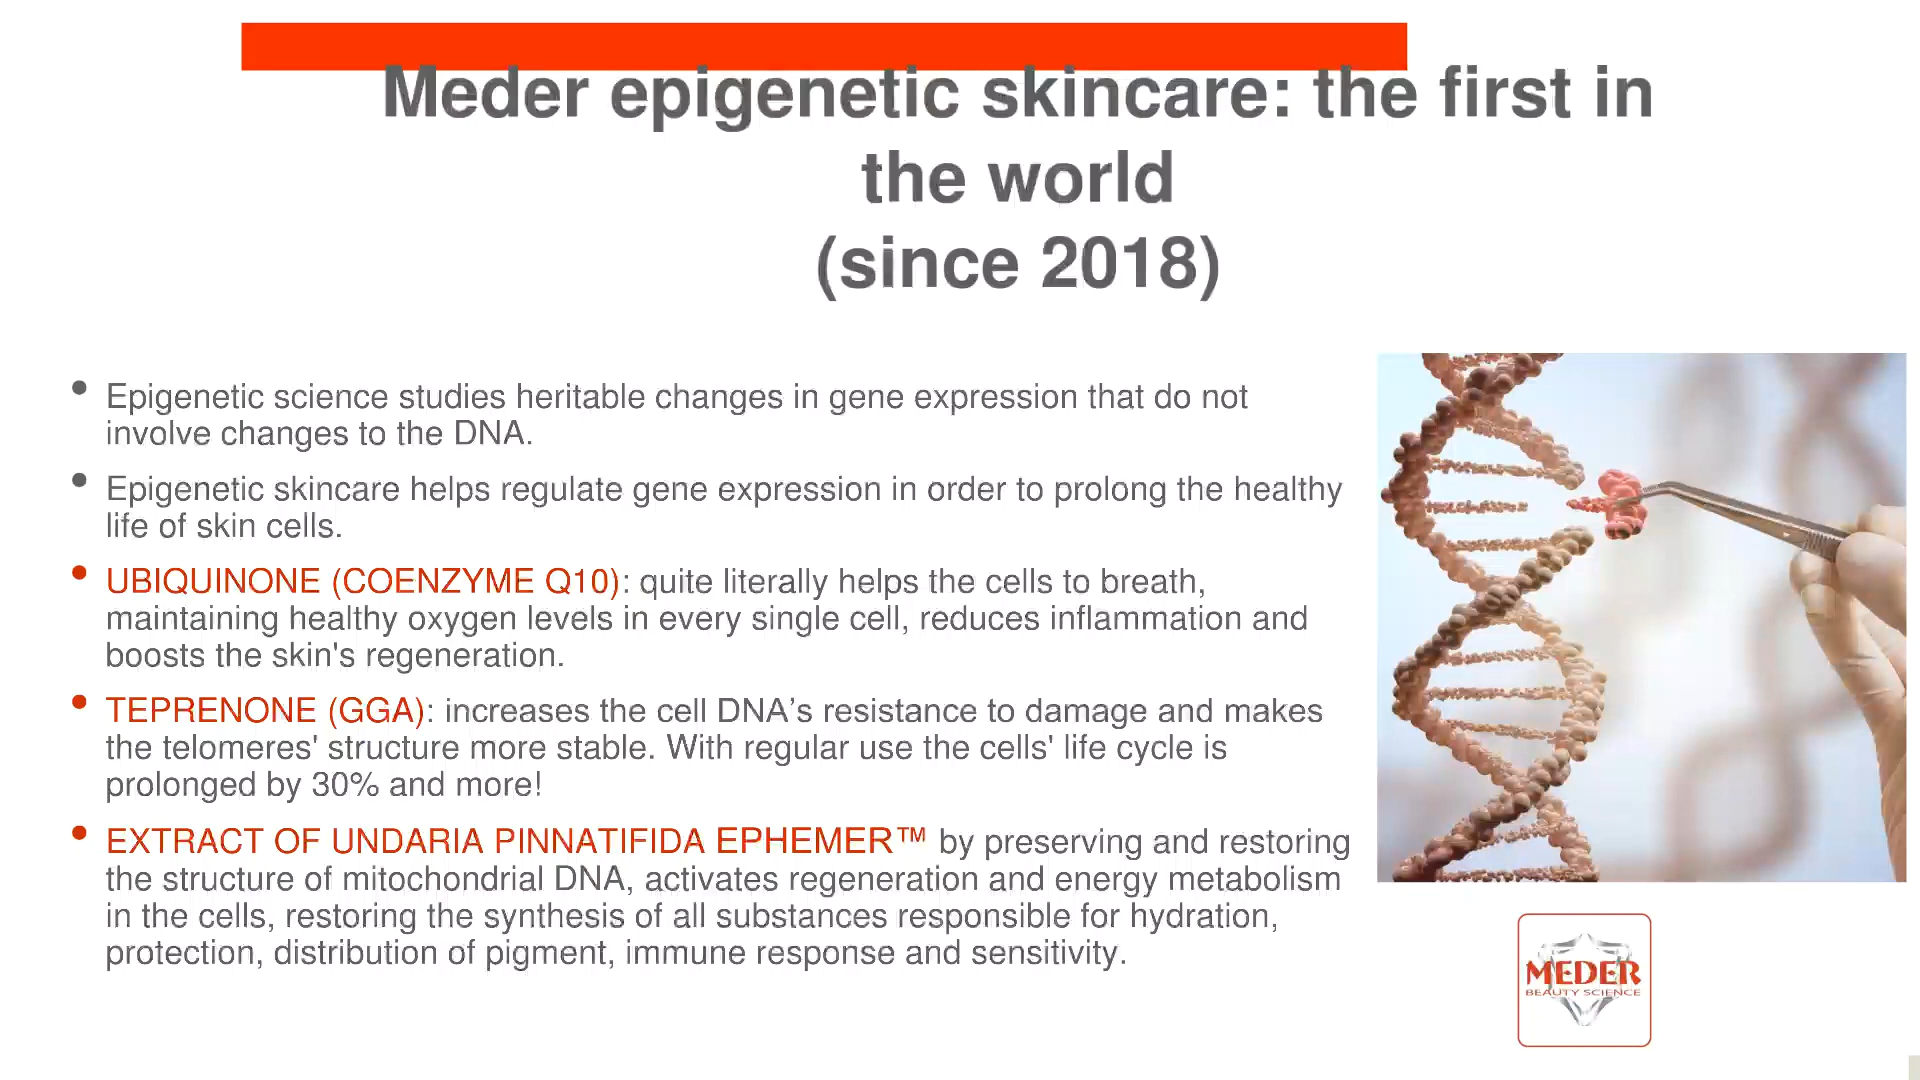 Meder epigenetic skincare: the first in
the world
(since 2018)
• Epigenetic science studies heritable changes in gene expression that do not
involve changes to the DNA.
• Epigenetic skincare helps regulate gene expression in order to prolong the healthy
life of skin cells.
• UBIQUINONE (COENZYME Q10): quite literally helps the cells to breath,
maintaining healthy oxygen levels in every single cell, reduces inflammation and
boosts the skin's regeneration.
• TEPRENONE (GGA): increases the cell DNA’s resistance to damage and makes
the telomeres' structure more stable. With regular use the cells' life cycle is
prolonged by 30% and more!
• EXTRACT OF UNDARIA PINNATIFIDA EPHEMER™ by preserving and restoring
the structure of mitochondrial DNA, activates regeneration and energy metabolism
in the cells, restoring the synthesis of all substances responsible for hydration,
protection, distribution of pigment, immune response and sensitivity.
MEDER
BEAUTY SCIENCE